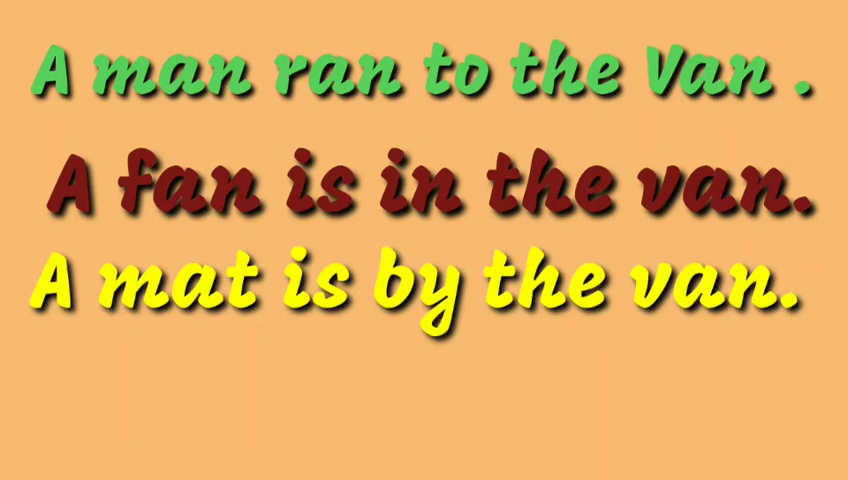 A man ran to the Van .
A fan is in the van.
A mat is by the van.